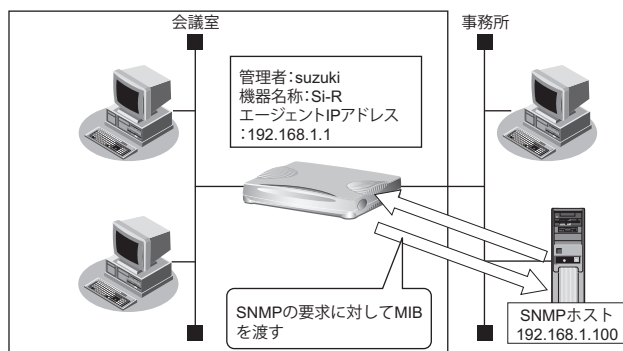 会議室
事務所
管理者：suzuki
機器名称：Si-R
エージェントIPアドレス
：192.168.1.1
SNMPの要求に対してMIB
を渡す
SNMPホスト
192.168.1.100